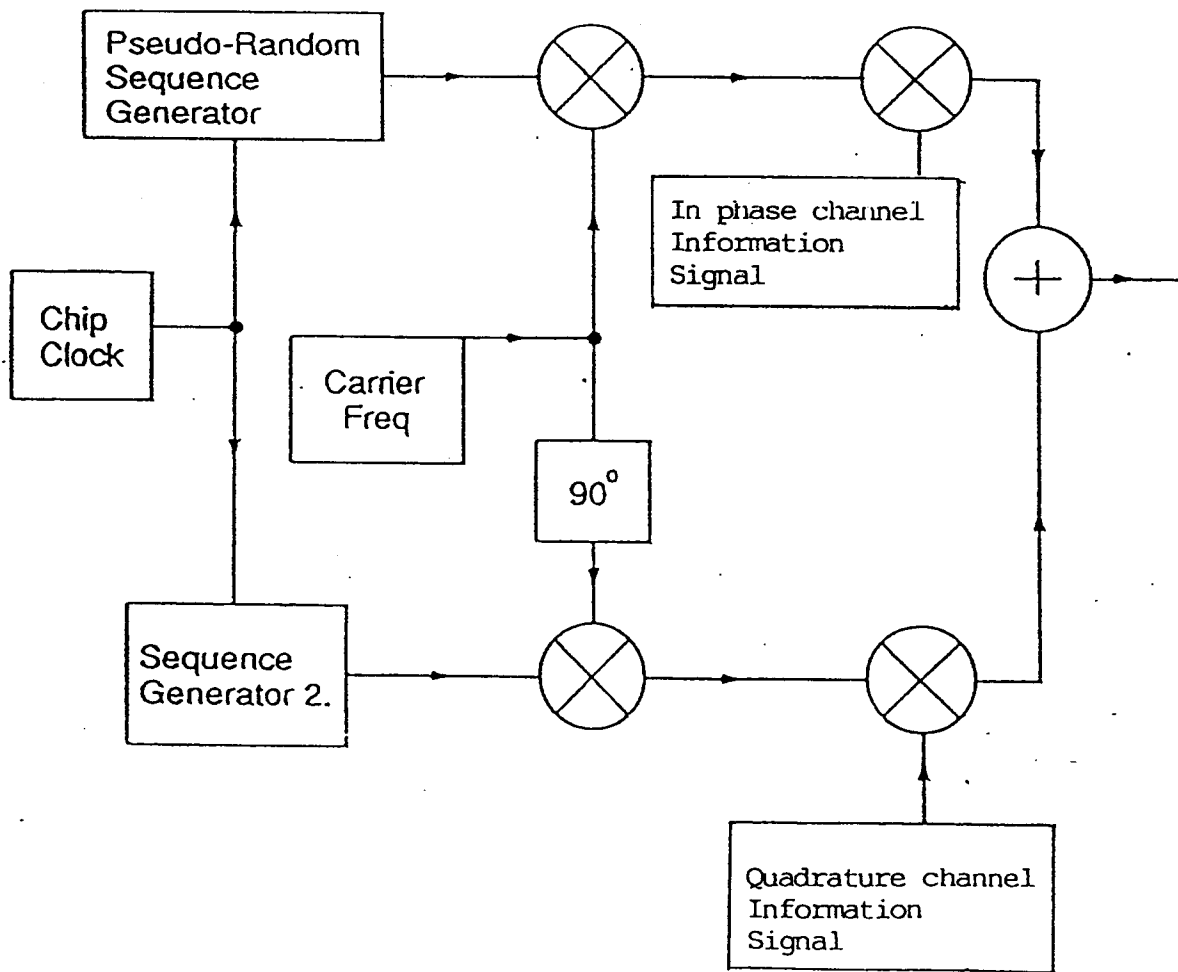 Pseudo-Random
Sequence
Generator
In phase channel
Information
Signal
Chip
Clock
Carrier
Freq
90°
Sequence
Generator 2.
Quadrature channel
Information
Signal